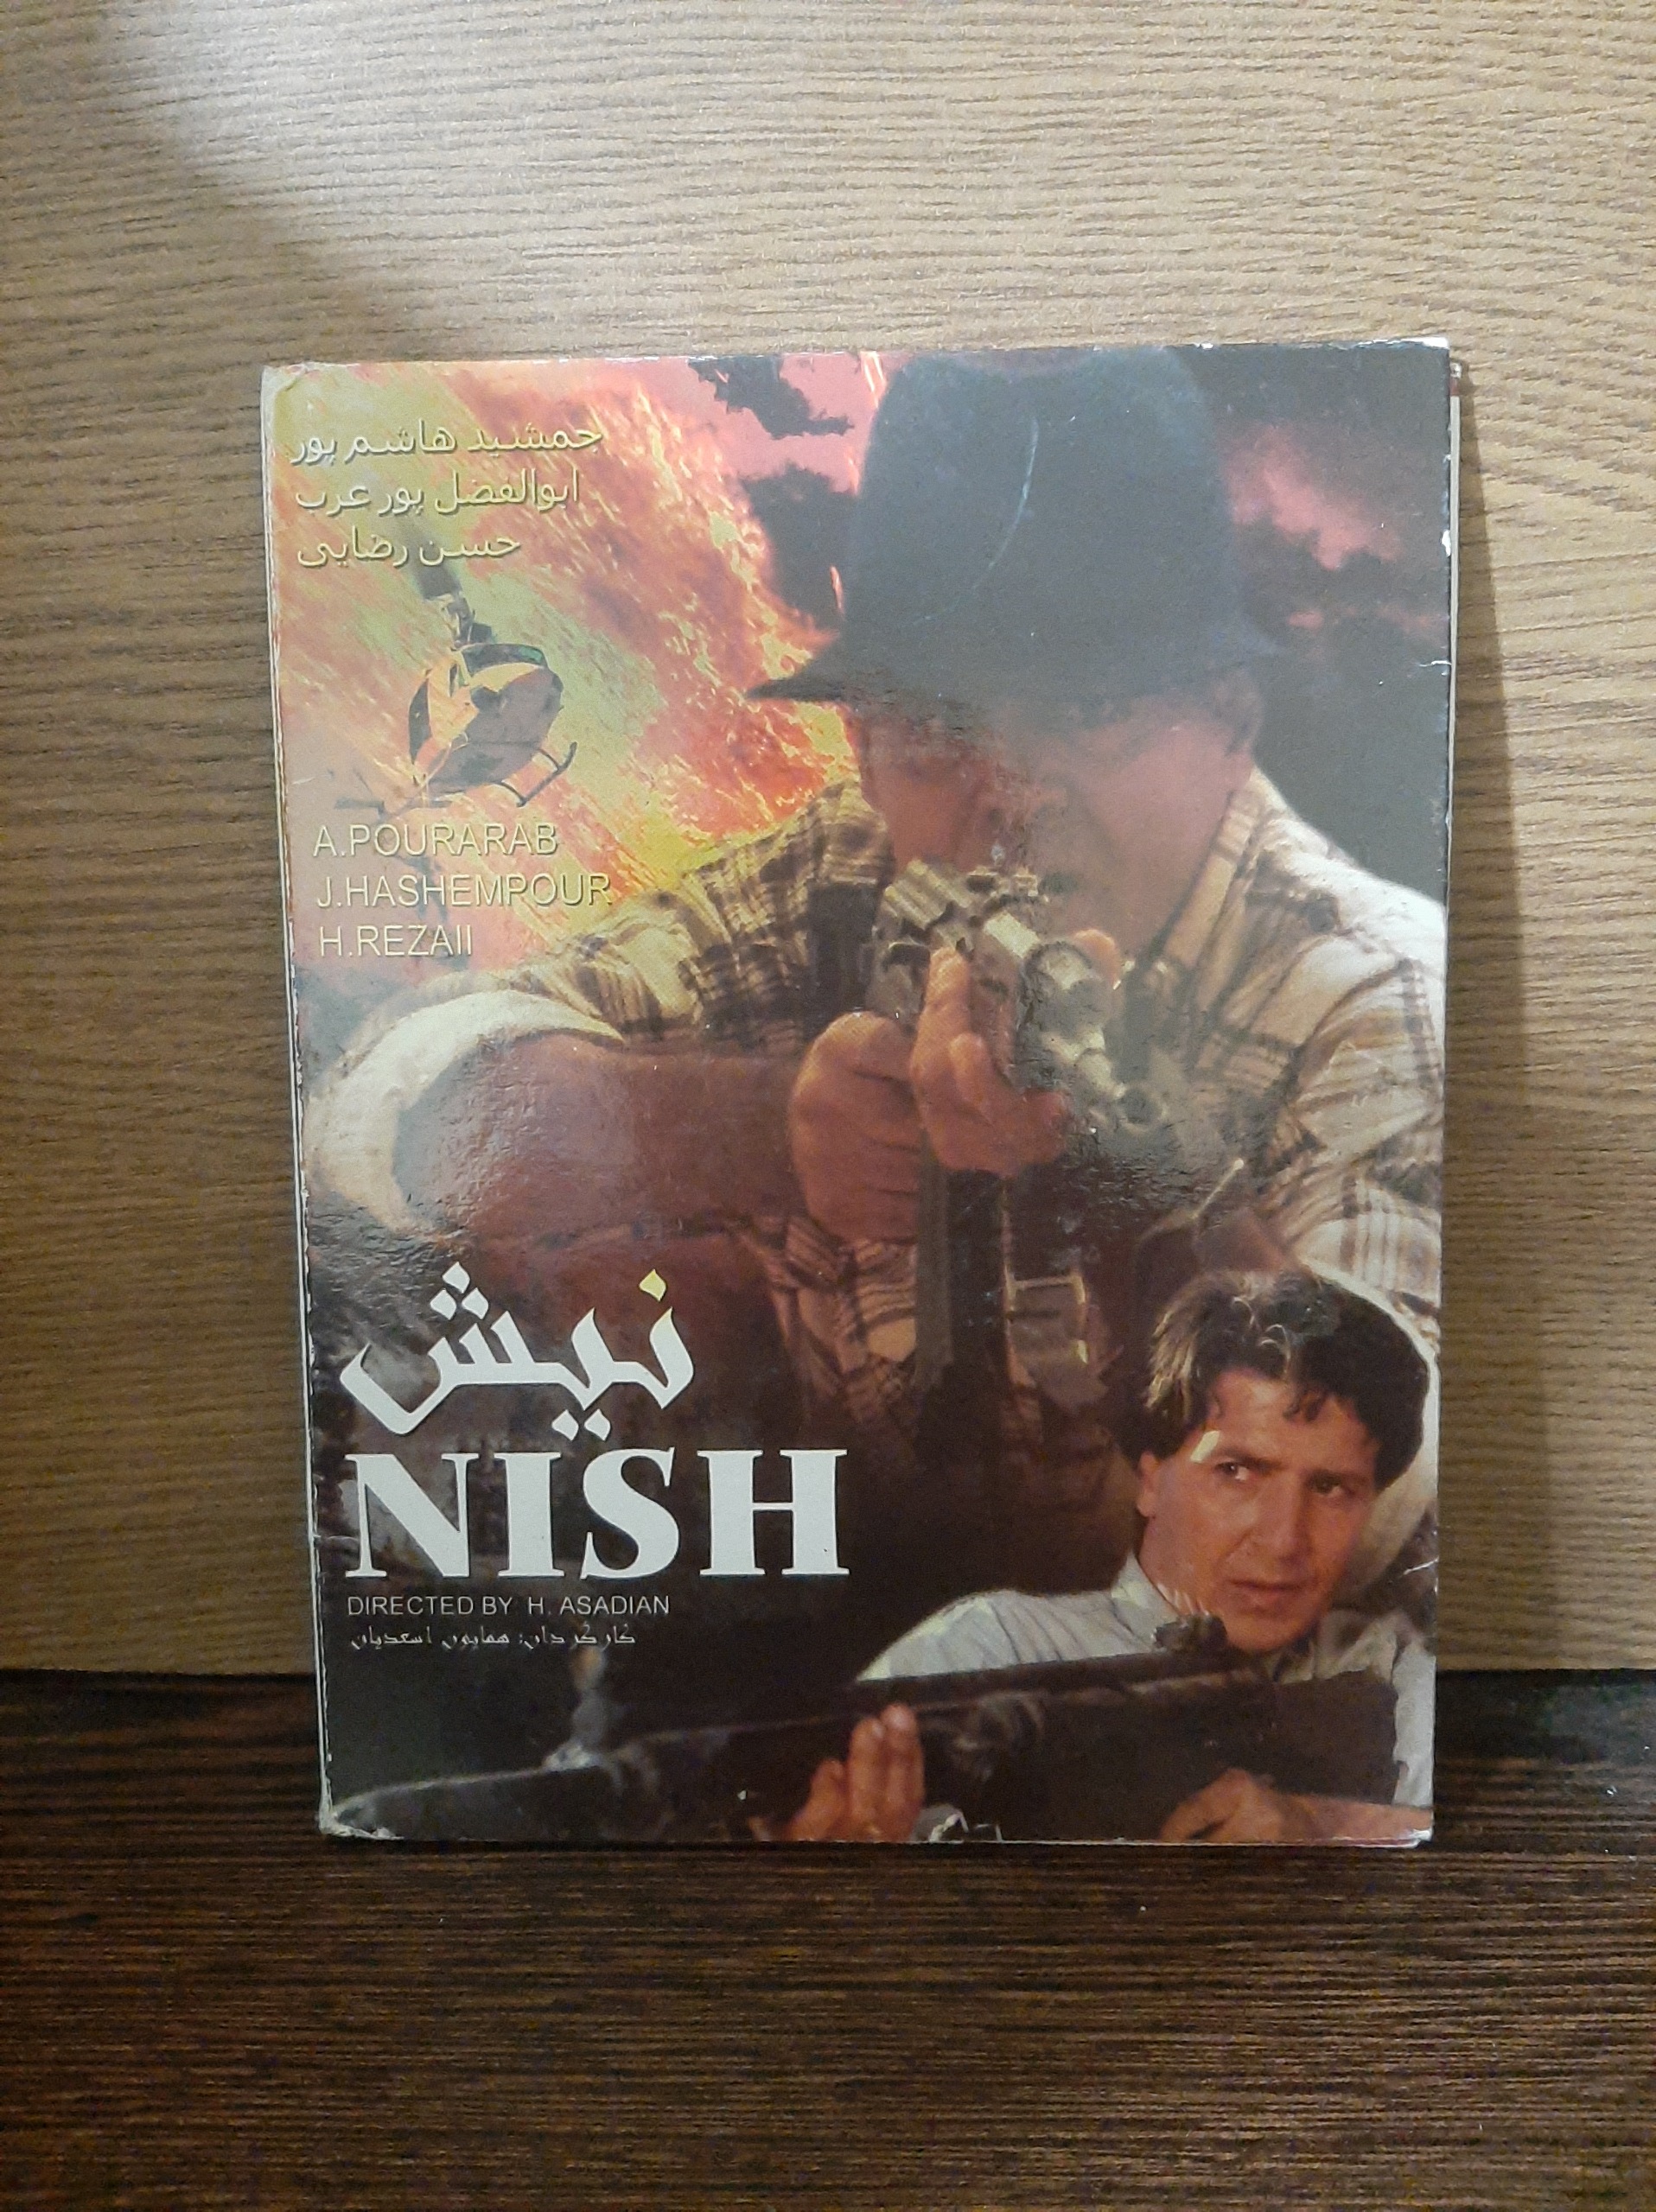 جمشید هاشم پور
ابوالفضل پور عرب
حسن رضایی
A.POURARAB
J.HASHEMPOUR
H.REZAII
نیش
NISH
DIRECTED BY H. ASADIAN
کارگردان: همایون اسعدیان